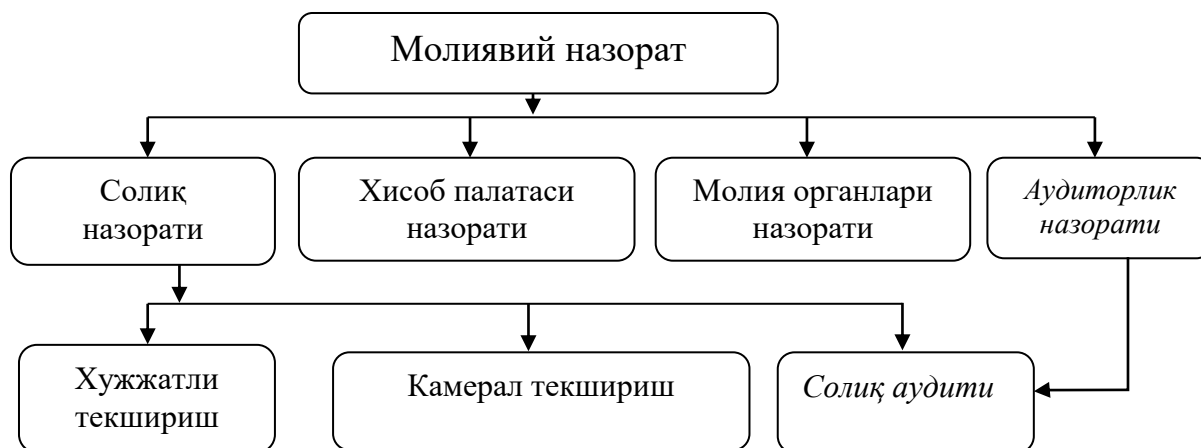 Молиявий назорат
Солиқ
назорати
Хисоб палатаси
назорати
Молия органлари
назорати
Аудиторлик
назорати
Хужжатли
текшириш
Камерал текшириш
Солиқ аудити